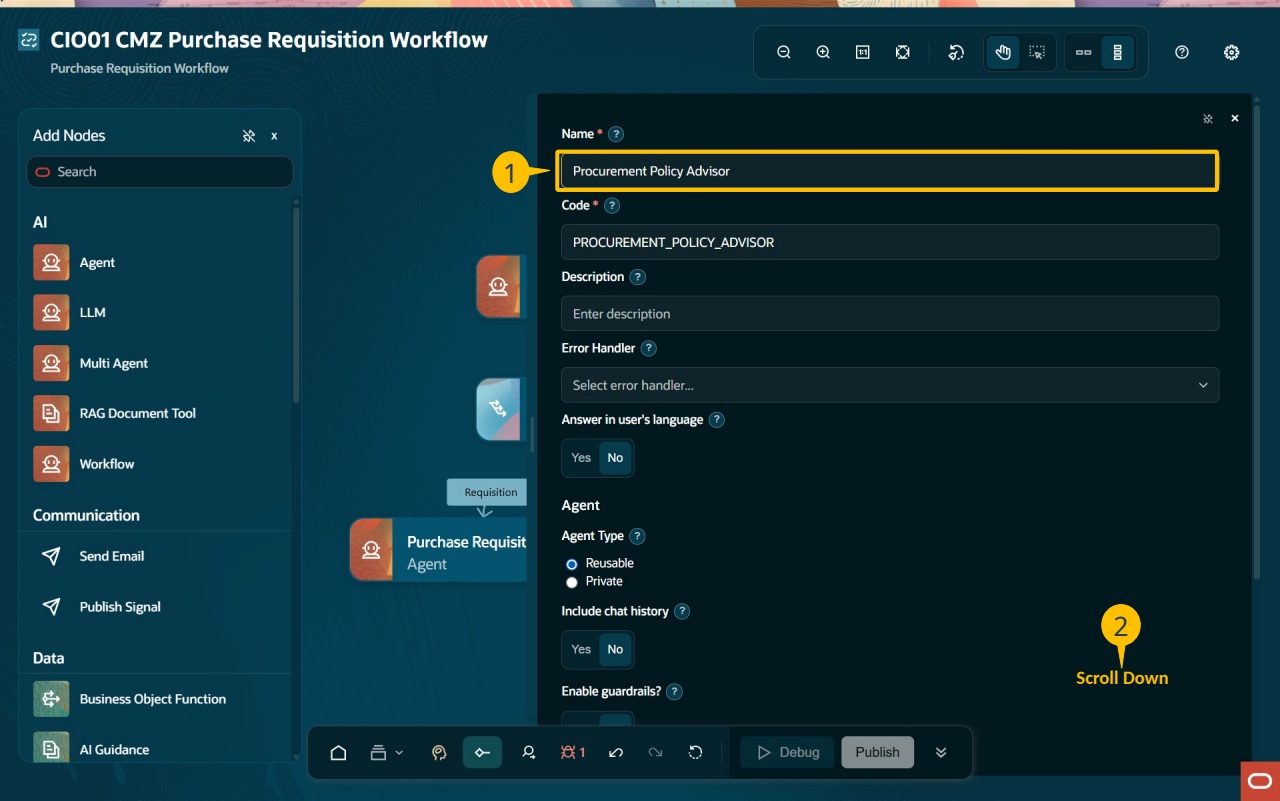 CIO01 CMZ Purchase Requisition Workflow
Purchase Requisition Workflow
1:1
Add Nodes
x
Search
AI
Agent
LLM
Multi Agent
RAG Document Tool
Workflow
Communication
Send Email
Publish Signal
Data
Business Object Function
AI Guidance
Requisition
Purchase Requisit
Agent
Name * ?
1
Procurement Policy Advisor
Code * ?
PROCUREMENT_POLICY_ADVISOR
Description ?
Enter description
Error Handler ?
Select error handler...
Answer in user's language ?
Yes No
Agent
Agent Type ?
Reusable
Private
Include chat history ?
Yes No
Enable guardrails? ?
2
Scroll Down
1
Debug
Publish